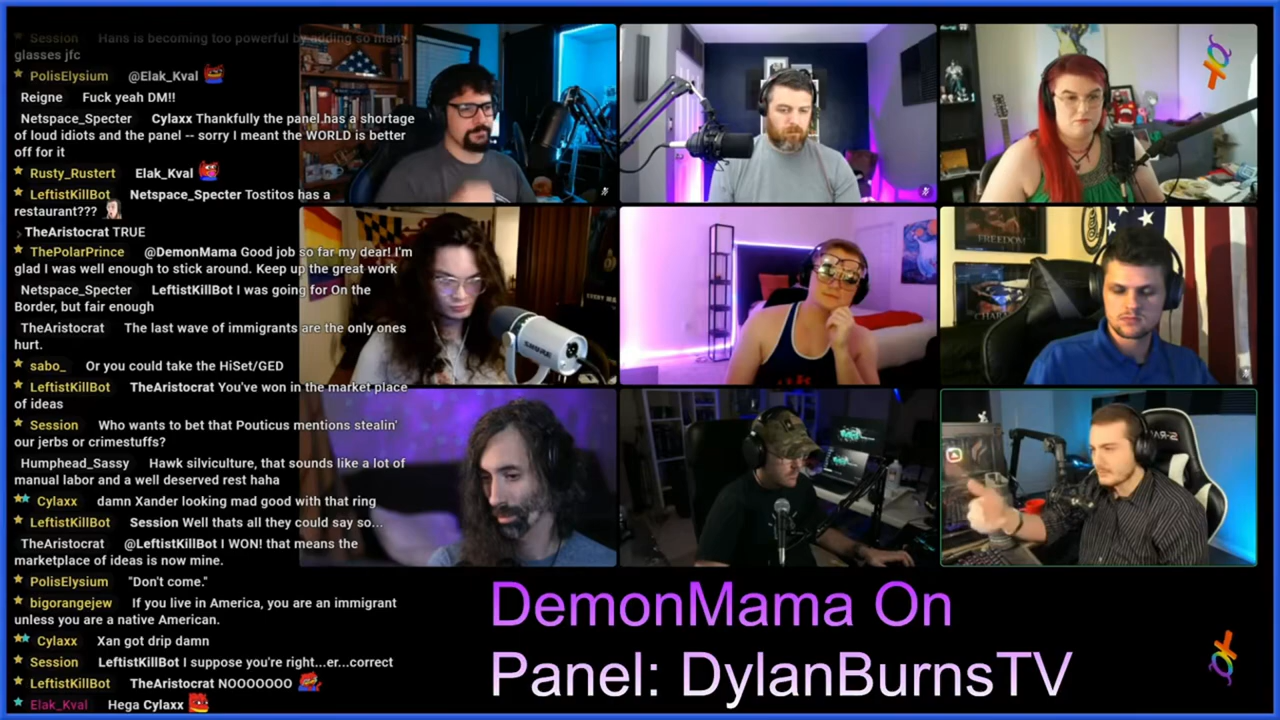 Session Hans is becoming too powerful by adding so many
glasses jfc
PolisElysium @Elak_Kval
Reigne Fuck yeah DM!!
Netspace_Specter Cylaxx Thankfully the panel has a shortage
of loud idiots and the panel -- sorry I meant the WORLD is better
off for it
Rusty_Rustert Elak_Kval
LeftistKillBot Netspace_Specter Tostitos has a
restaurant???
TheAristocrat TRUE
ThePolarPrince @DemonMama Good job so far my dear! I'm
glad I was well enough to stick around. Keep up the great work
Netspace_Specter LeftistKillBot I was going for On the
Border, but fair enough
TheAristocrat The last wave of immigrants are the only ones
hurt.
sabo_ Or you could take the HiSet/GED
LeftistKillBot TheAristocrat You've won in the market place
of ideas
Session Who wants to bet that Pouticus mentions stealin'
our jerbs or crimestuffs?
Humphead_Sassy Hawk silviculture, that sounds like a lot of
manual labor and a well deserved rest haha
Cylaxx damn Xander looking mad good with that ring
LeftistKillBot Session Well thats all they could say so...
TheAristocrat @LeftistKillBot I WON! that means the
marketplace of ideas is now mine.
PolisElysium "Don't come."
bigorangejew If you live in America, you are an immigrant
unless you are a native American.
Cylaxx Xan got drip damn
Session LeftistKillBot I suppose you're right...er...correct
LeftistKillBot TheAristocrat NOOOOOOO
Elak_Kval Hega Cylaxx
SHURE
FREEDOM
DemonMama On
Panel: DylanBurnsTV